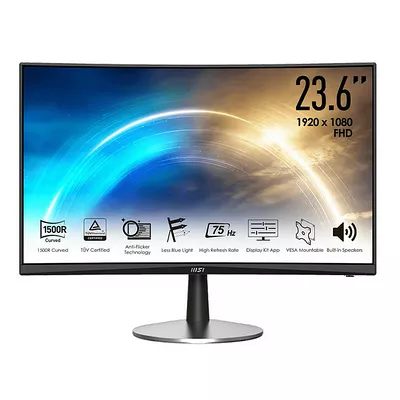 23.6’’
1920 x 1080
FHD
1500R
Curved
75 Hz
1500R Curved
TÜV Certified
Anti-flicker
Technology
Less Blue Light
High Refresh Rate
Display Kit App
VESA Mountable
Built-in Speakers
msi